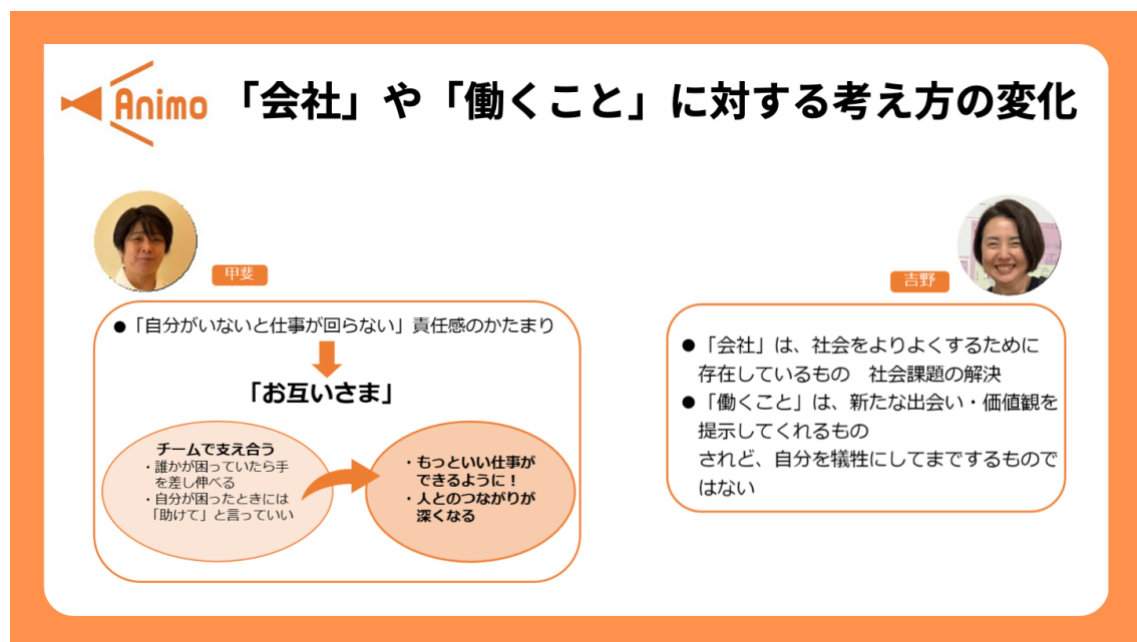 Animo
「会社」や「働くこと」に対する考え方の変化
甲斐
●「自分がいないと仕事が回らない」責任感のかたまり
「お互いさま」
チームで支え合う
・誰かが困っていたら手
を差し伸べる
・自分が困ったときには
「助けて」と言っていい
・もっといい仕事が
できるように！
・人とのつながりが
深くなる
吉野
●「会社」は、社会をよりよくするために
存在しているもの　社会課題の解決
●「働くこと」は、新たな出会い・価値観を
提示してくれるもの
されど、自分を犠牲にしてまでするもので
はない